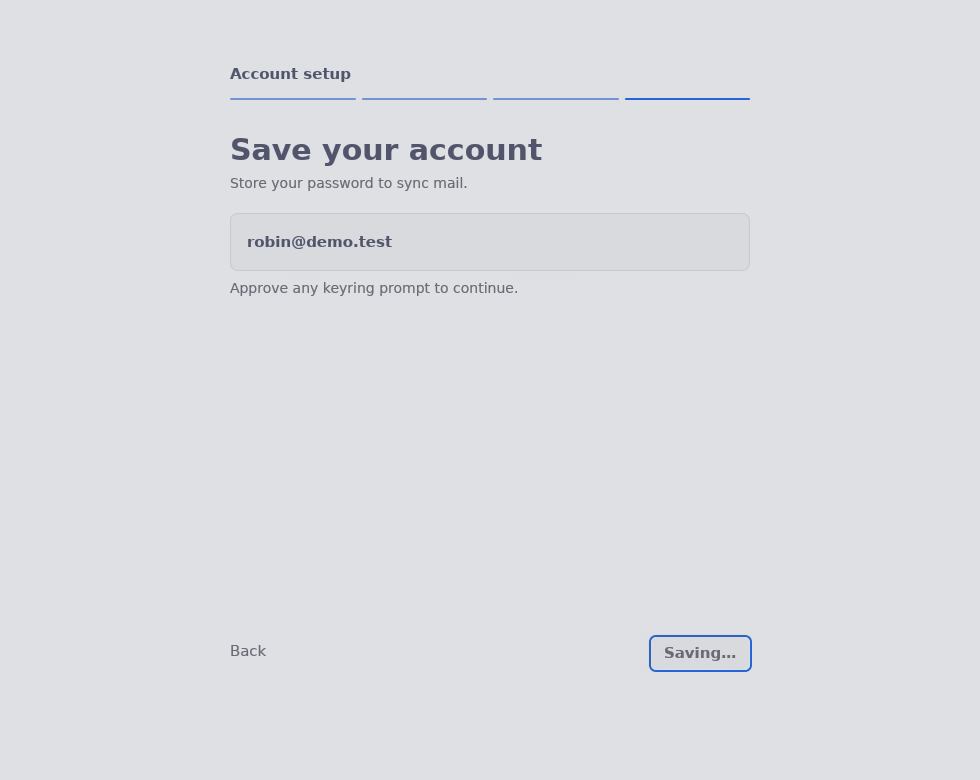 Account setup
Save your account
Store your password to sync mail.
robin@demo.test
Approve any keyring prompt to continue.
Back
Saving…